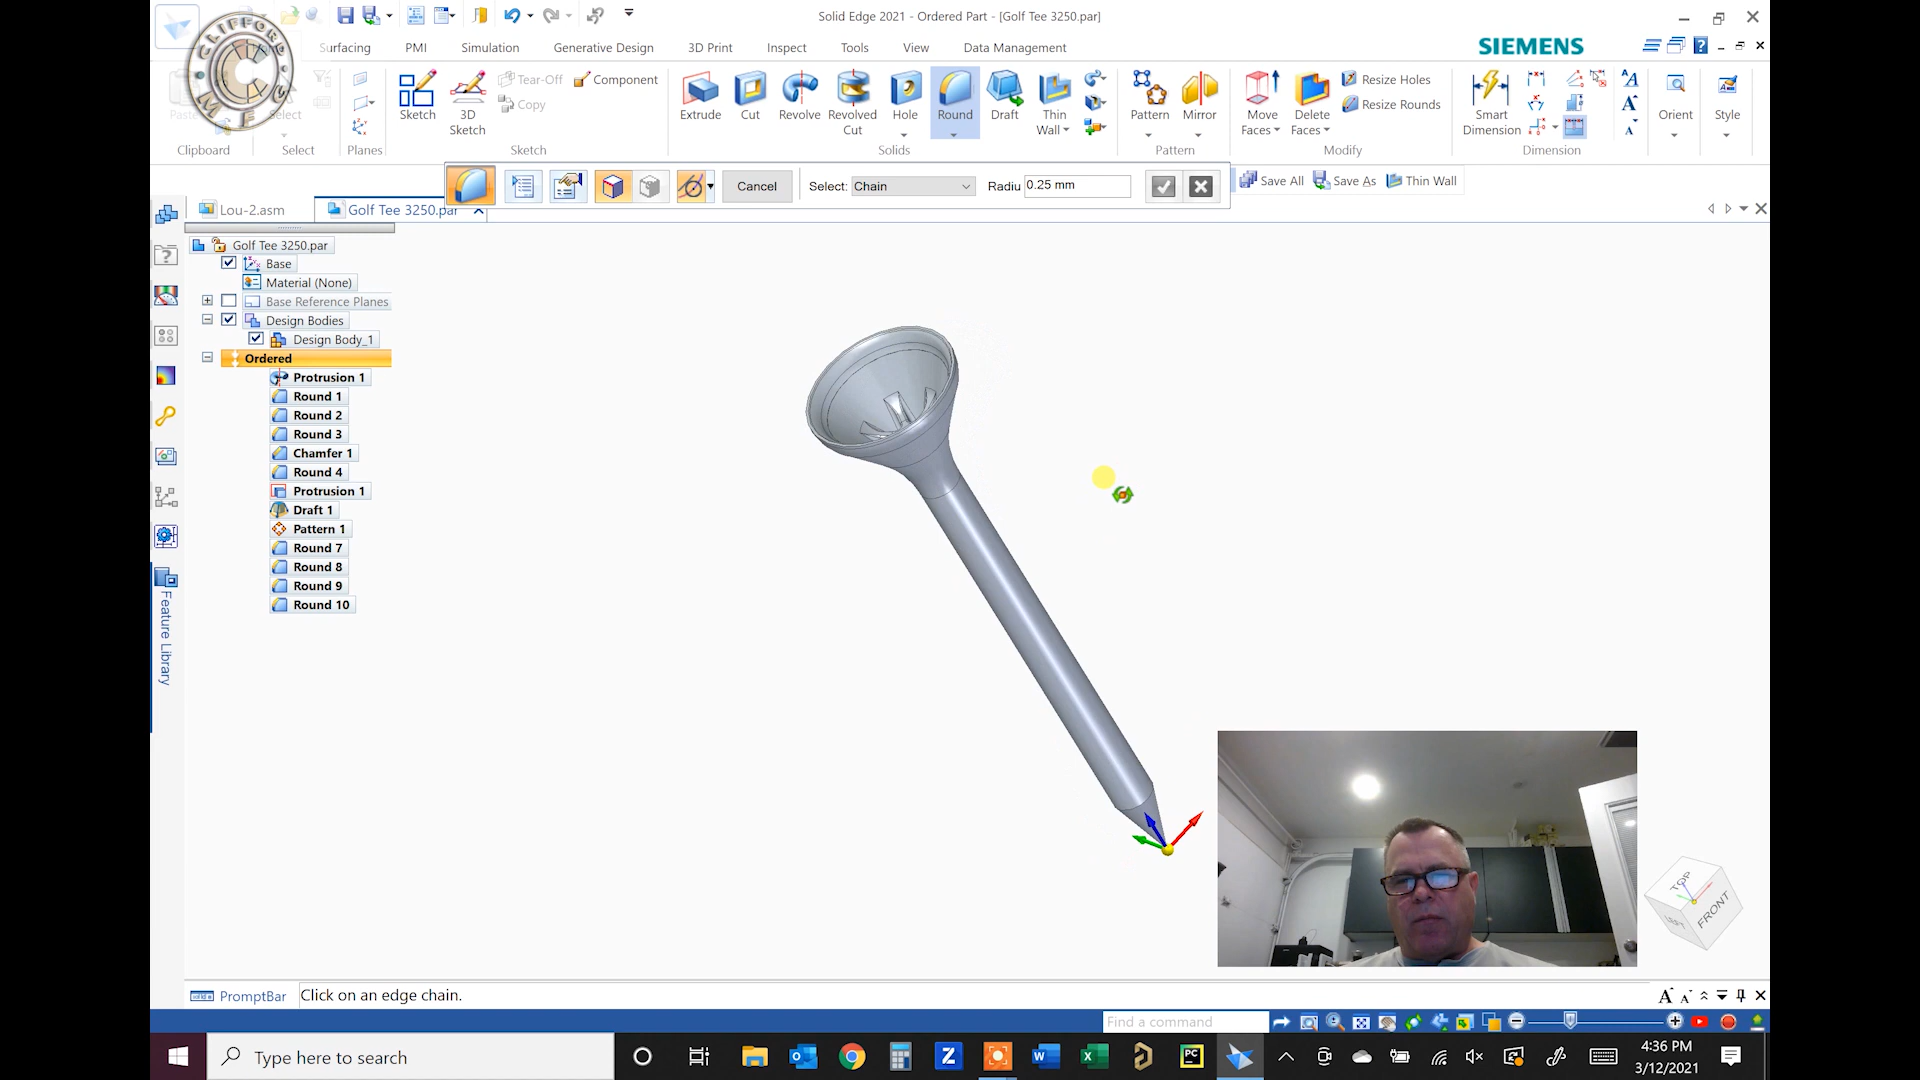 Solid Edge 2021 - Ordered Part - [Golf Tee 3250.par]
CLIFFORD
Surfacing PMI Simulation Generative Design 3D Print Inspect Tools View Data Management
SIEMENS
Paste
Select
Sketch
3D Sketch
Tear-Off
Component
Copy
Extrude
Cut
Revolve
Revolved Cut
Hole
Round
Draft
Thin Wall
Pattern
Mirror
Move Faces
Delete Faces
Resize Holes
Resize Rounds
Smart Dimension
Orient
Style
Clipboard Select Planes Sketch Solids Pattern Modify Dimension
Cancel Select: Chain Radiu 0.25 mm
Save All Save As Thin Wall
Lou-2.asm Golf Tee 3250.par
Golf Tee 3250.par
Base
Material (None)
Base Reference Planes
Design Bodies
Design Body_1
Ordered
Protrusion 1
Round 1
Round 2
Round 3
Chamfer 1
Round 4
Protrusion 1
Draft 1
Pattern 1
Round 7
Round 8
Round 9
Round 10
Feature Library
TOP
FRONT
LEFT
PromptBar Click on an edge chain.
Find a command
Type here to search
4:36 PM
3/12/2021